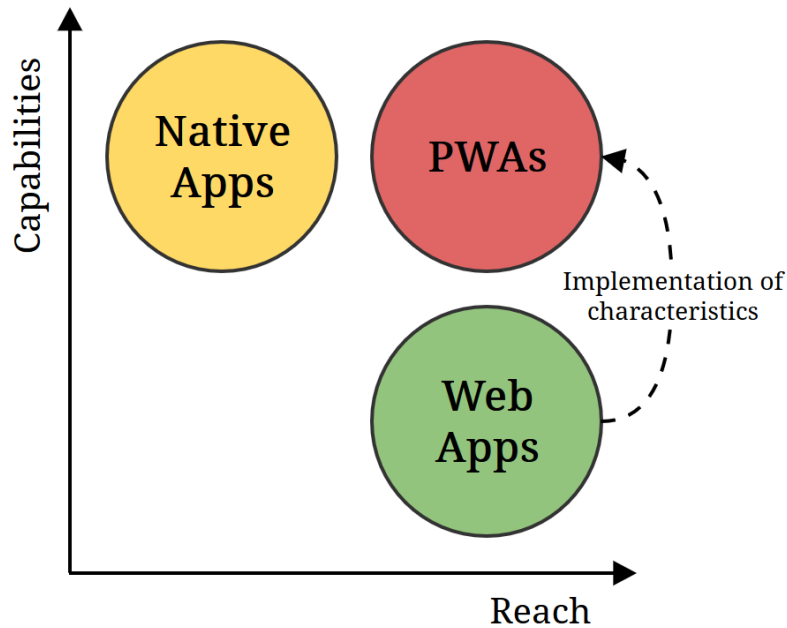 Capabilities
Native
Apps
PWAs
Implementation of
characteristics
Web
Apps
Reach